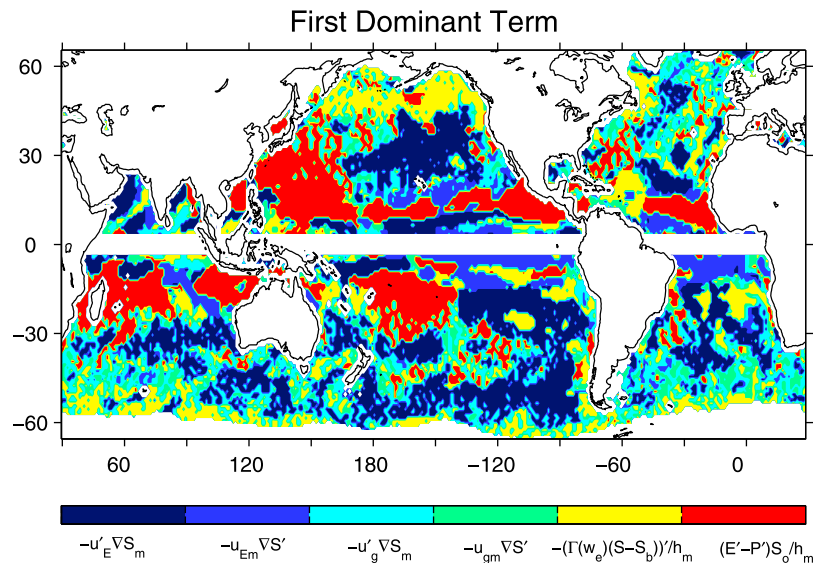 First Dominant Term
60
30
0
−30
−60
60 120 180 −120 −60 0
−u′_E ∇S_m −u_Em ∇S′ −u′_g ∇S_m −u_gm ∇S′ −(Γ(w_e)(S−S_b))′/h_m (E′−P′)S_o/h_m